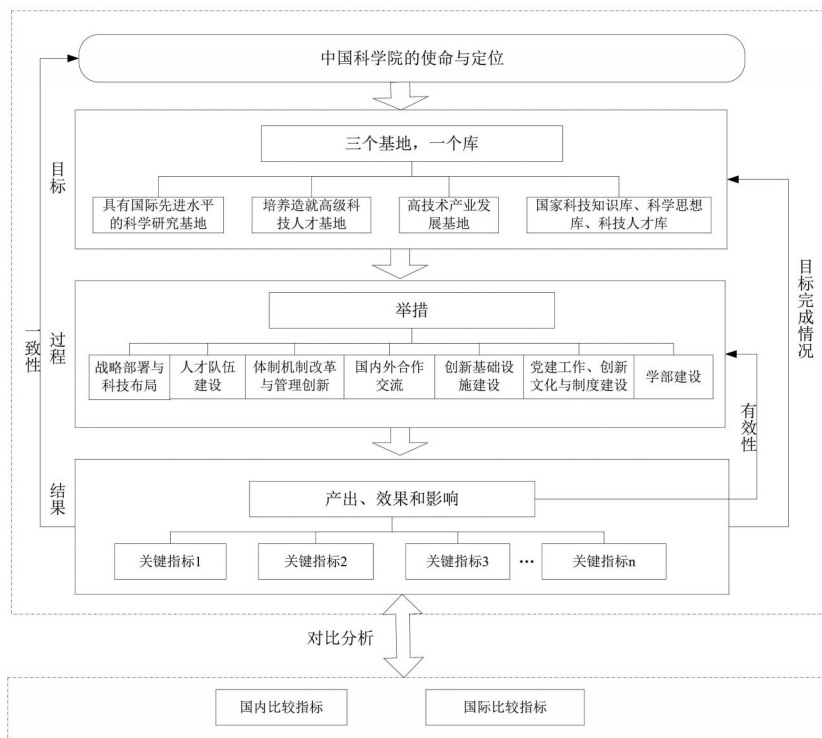 中国科学院的使命与定位
目标
三个基地，一个库
具有国际先进水平
的科学研究基地
培养造就高级科
技人才基地
高技术产业发
展基地
国家科技知识库、科学思想
库、科技人才库
过程
举措
战略部署与
科技布局
人才队伍
建设
体制机制改革
与管理创新
国内外合作
交流
创新基础设
施建设
党建工作、创新
文化与制度建设
学部建设
结果
产出、效果和影响
关键指标1
关键指标2
关键指标3
…
关键指标n
一致性
有效性
目标完成情况
对比分析
国内比较指标
国际比较指标